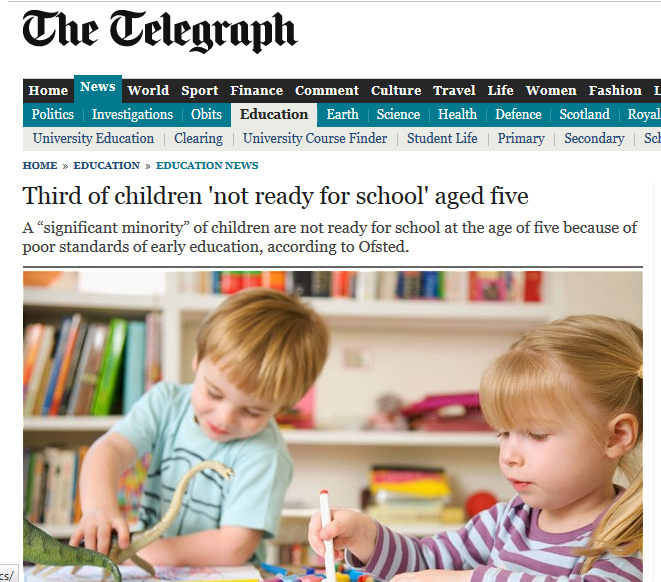 The Telegraph
Home News World Sport Finance Comment Culture Travel Life Women Fashion L
Politics Investigations Obits Education Earth Science Health Defence Scotland Royal
University Education Clearing University Course Finder Student Life Primary Secondary Sch
HOME » EDUCATION » EDUCATION NEWS
Third of children 'not ready for school' aged five
A “significant minority” of children are not ready for school at the age of five because of
poor standards of early education, according to Ofsted.
cs/